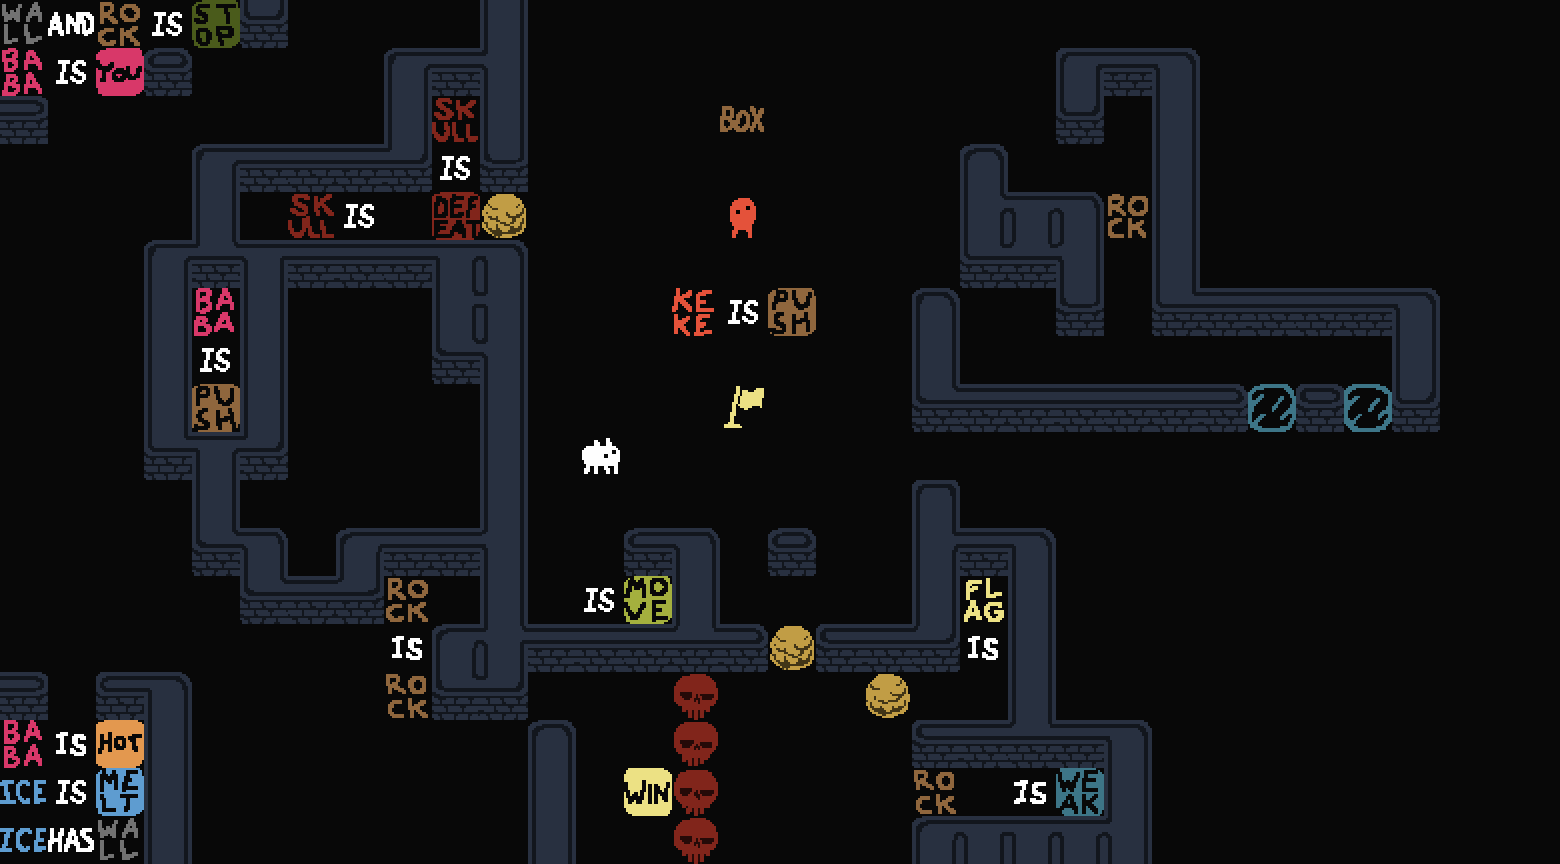 WALL AND ROCK IS STOP
BABA IS YOU
BOX
SKULL
IS
SKULL IS DEFEAT
ROCK
BABA
IS
PUSH
KEKE IS PUSH
ROCK
IS
ROCK
IS MOVE
FLAG
IS
BABA IS HOT
ICE IS MELT
ICE HAS WALL
WIN
ROCK IS WEAK